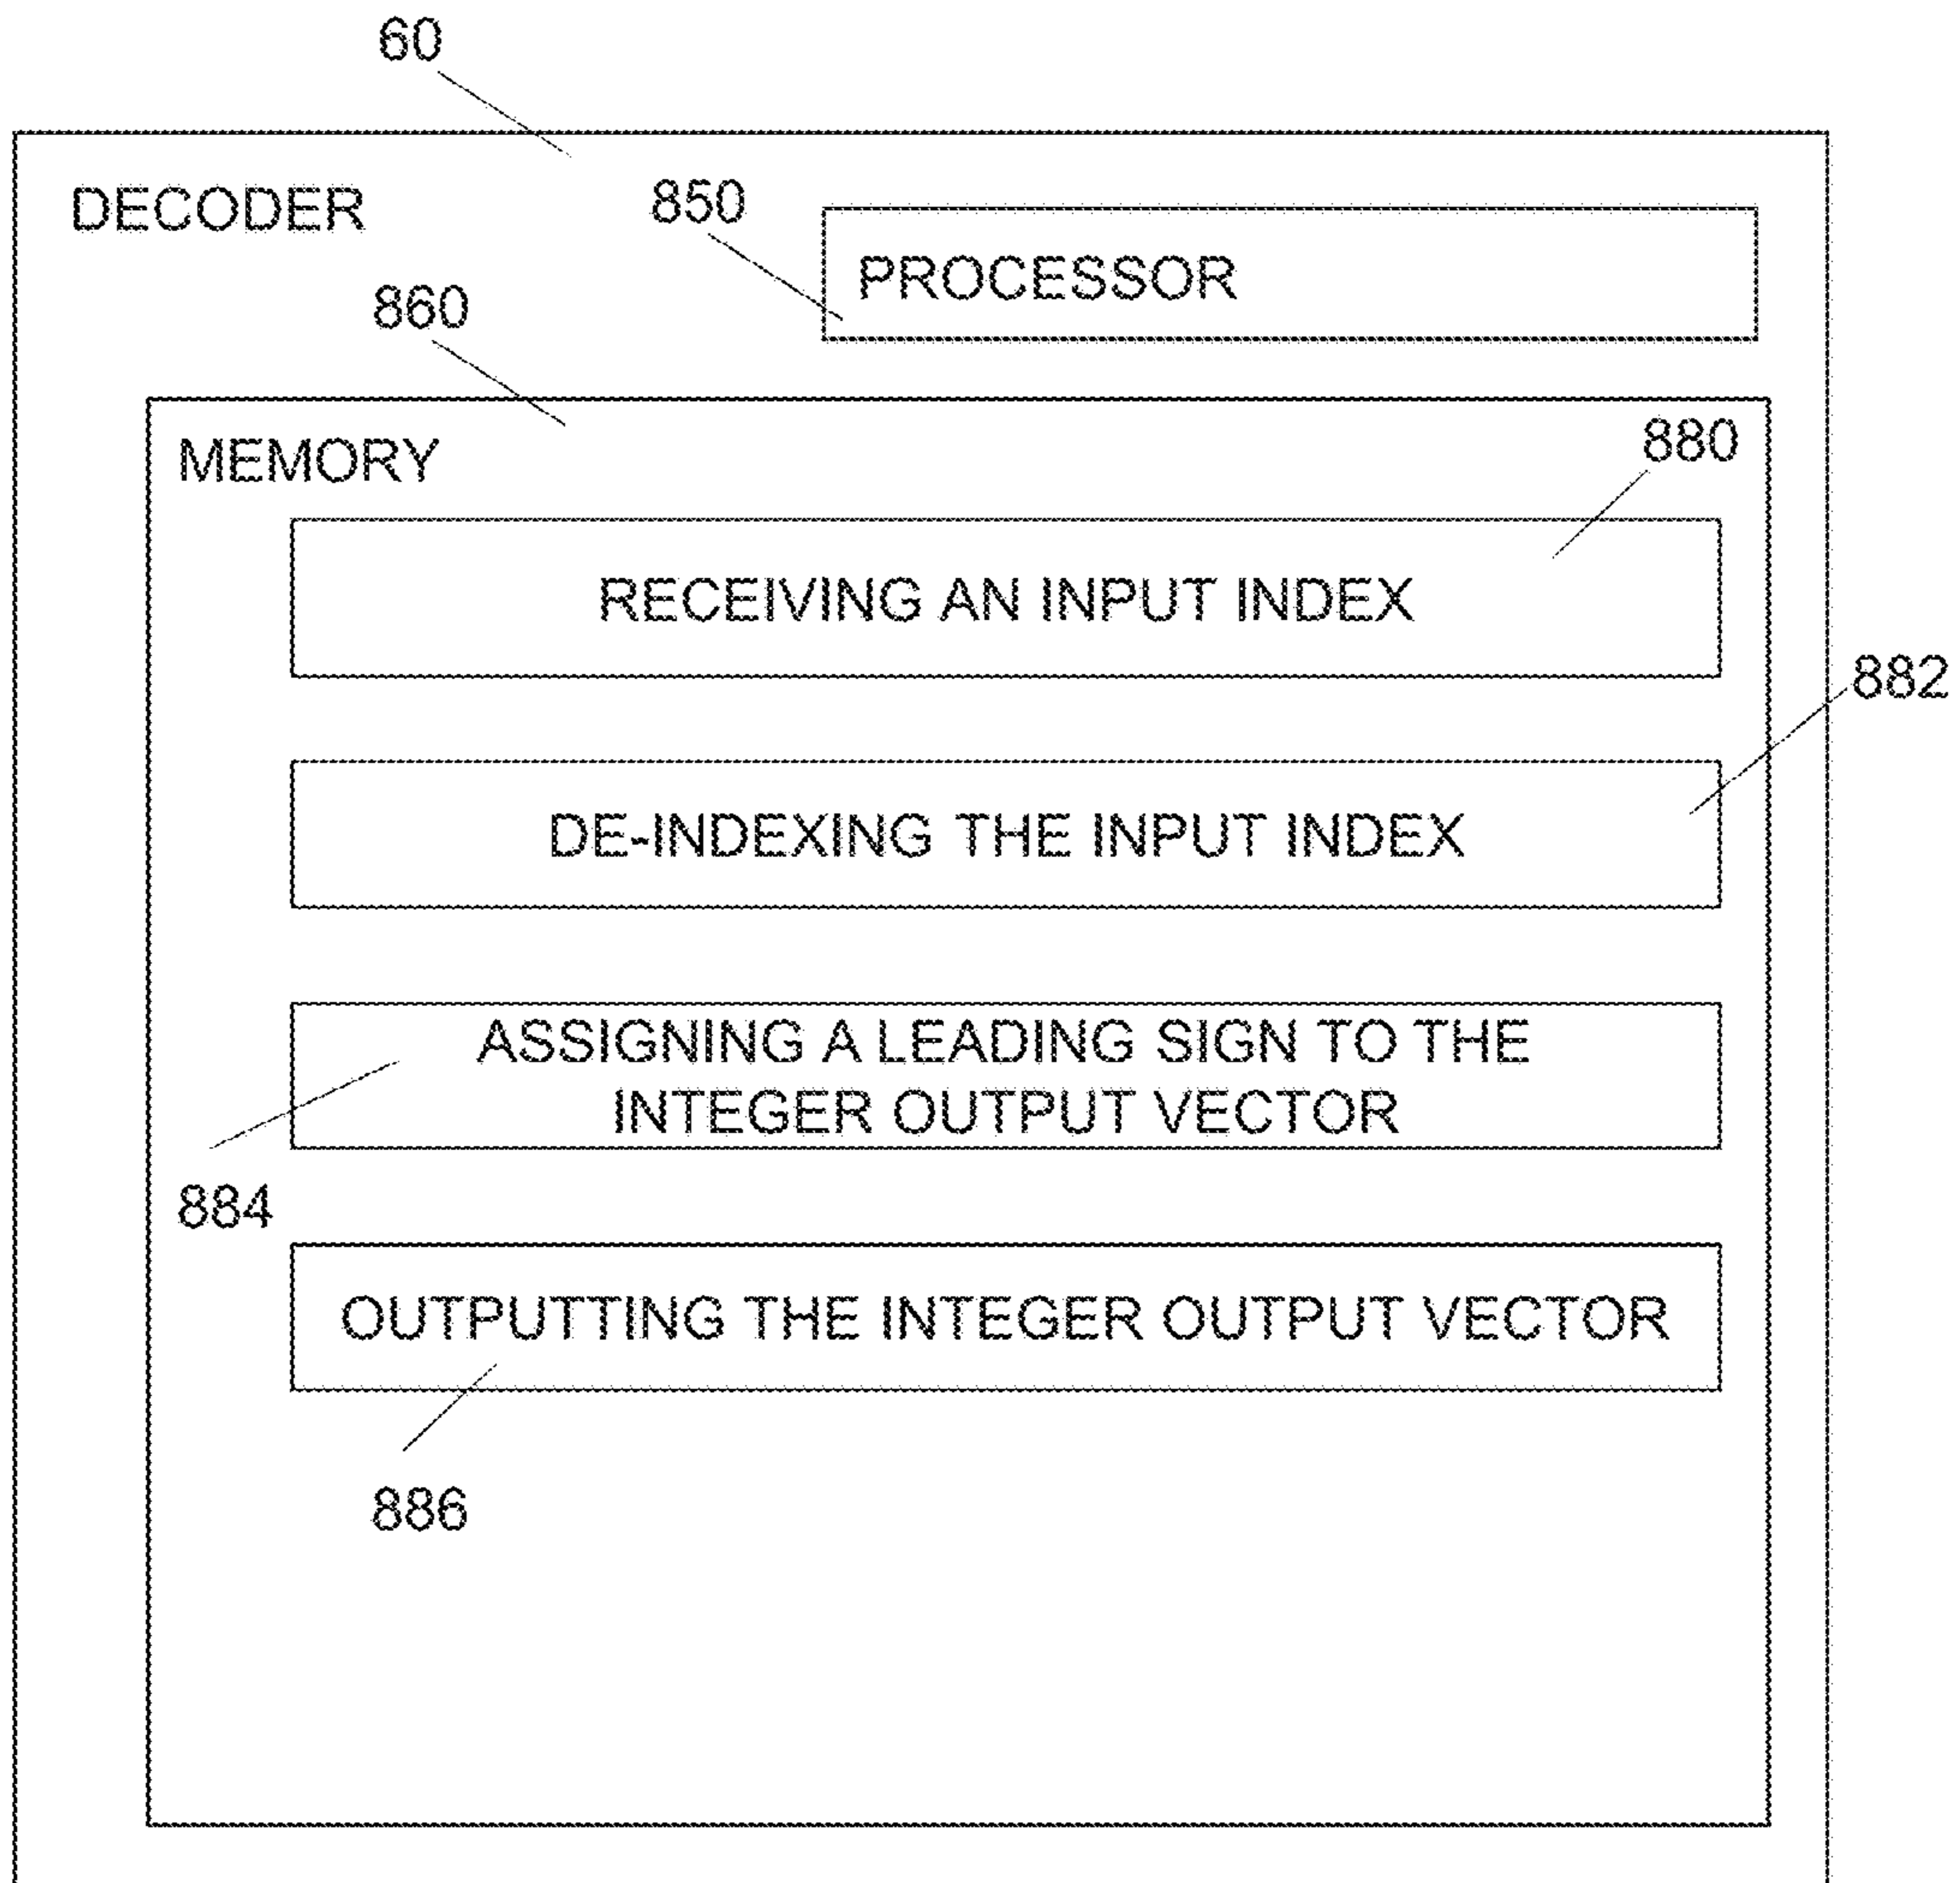 60
DECODER
850
PROCESSOR
860
MEMORY
880
RECEIVING AN INPUT INDEX
882
DE-INDEXING THE INPUT INDEX
ASSIGNING A LEADING SIGN TO THE
INTEGER OUTPUT VECTOR
884
OUTPUTTING THE INTEGER OUTPUT VECTOR
886